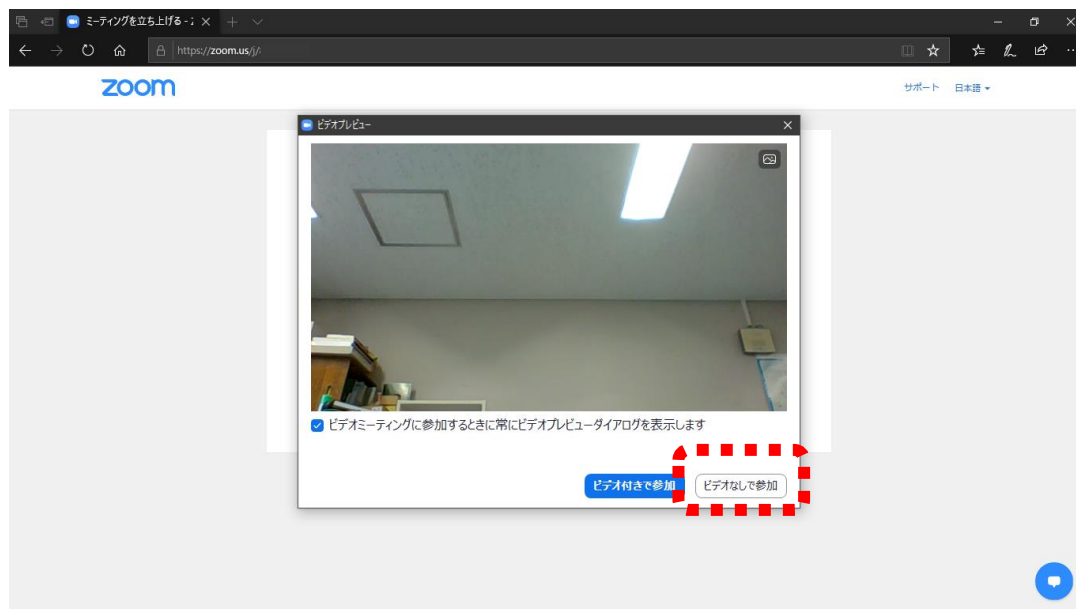 ミーティングを立ち上げる - Z
https://zoom.us/j/
zoom
サポート 日本語
ビデオプレビュー
ビデオミーティングに参加するときに常にビデオプレビューダイアログを表示します
ビデオ付きで参加 ビデオなしで参加